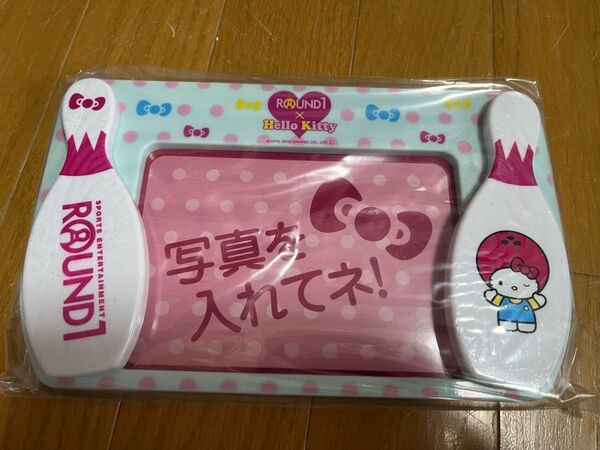 ROUND1
×
Hello Kitty
©1976, 2016 SANRIO CO., LTD.
SPORTS ENTERTAINMENT
ROUND1
写真を
入れてネ!